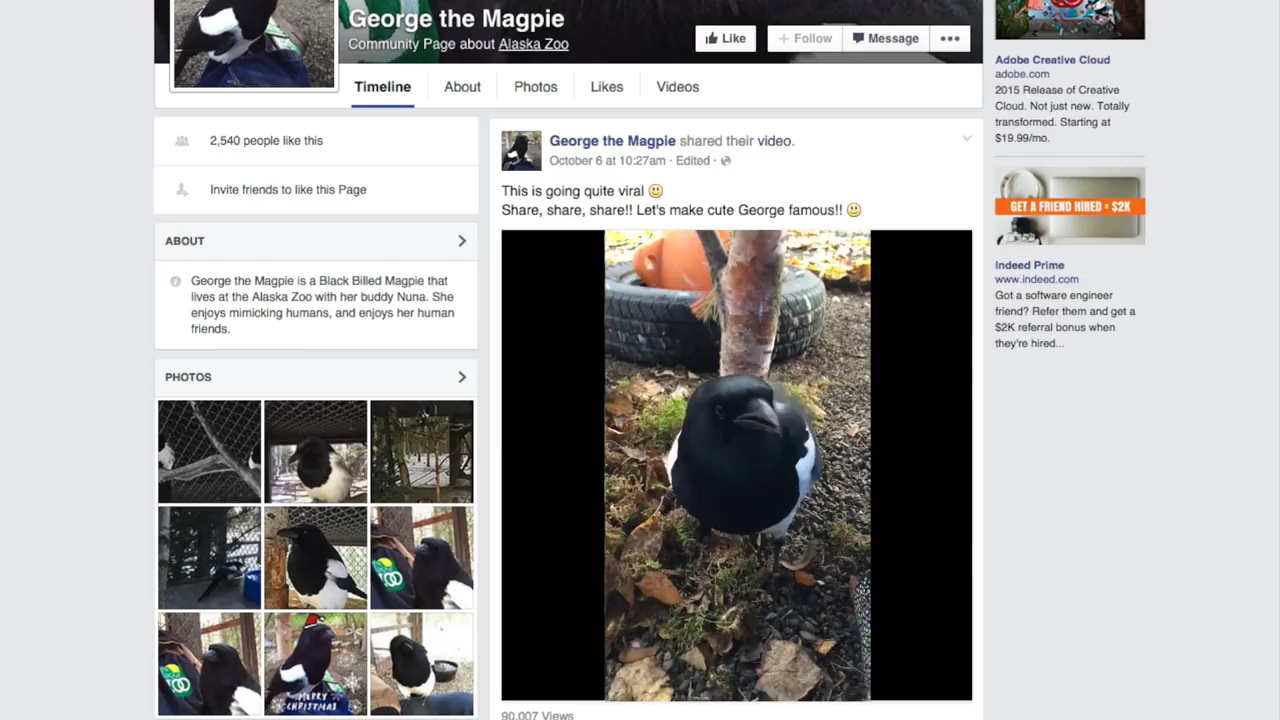 George the Magpie
Community Page about Alaska Zoo
Like
Follow
Message
Timeline
About
Photos
Likes
Videos
2,540 people like this
Invite friends to like this Page
ABOUT
George the Magpie is a Black Billed Magpie that
lives at the Alaska Zoo with her buddy Nuna. She
enjoys mimicking humans, and enjoys her human
friends.
PHOTOS
ZOO
ZOO
MERRY
CHRISTMAS
George the Magpie shared their video.
October 6 at 10:27am · Edited ·
This is going quite viral
Share, share, share!! Let's make cute George famous!!
90,007 Views
Adobe Creative Cloud
adobe.com
2015 Release of Creative
Cloud. Not just new. Totally
transformed. Starting at
$19.99/mo.
GET A FRIEND HIRED = $2K
Indeed Prime
www.indeed.com
Got a software engineer
friend? Refer them and get a
$2K referral bonus when
they're hired...